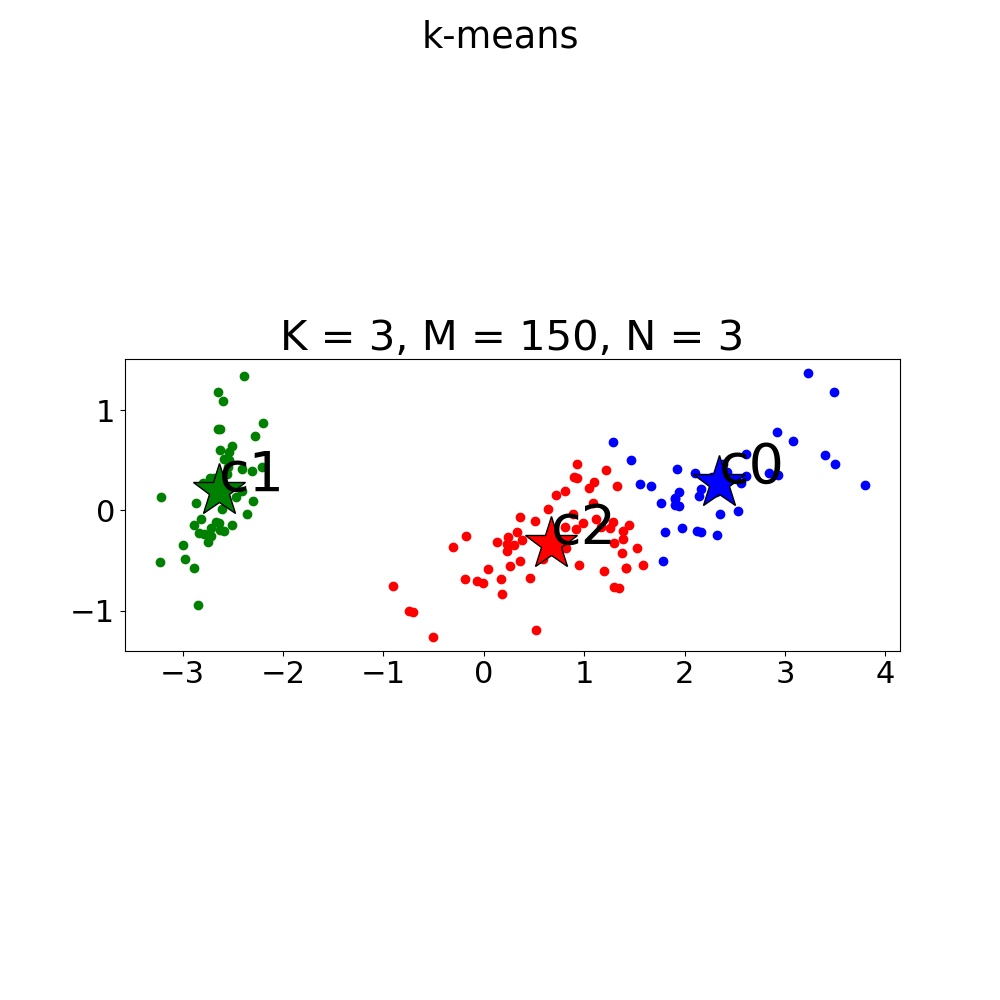 k-means
K = 3, M = 150, N = 3
1
0
−1
c1
c2
c0
−3 −2 −1 0 1 2 3 4